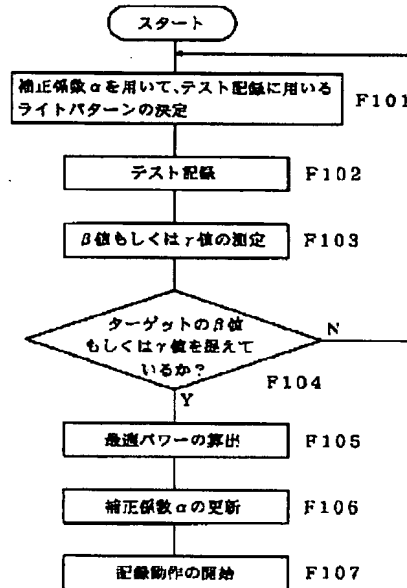 スタート
補正係数αを用いて、テスト記録に用いる
ライトパターンの決定
F101
テスト記録
F102
β値もしくはγ値の測定
F103
ターゲットのβ値
もしくはγ値を捉えて
いるか?
N
F104
Y
最適パワーの算出
F105
補正係数αの更新
F106
記録動作の開始
F107